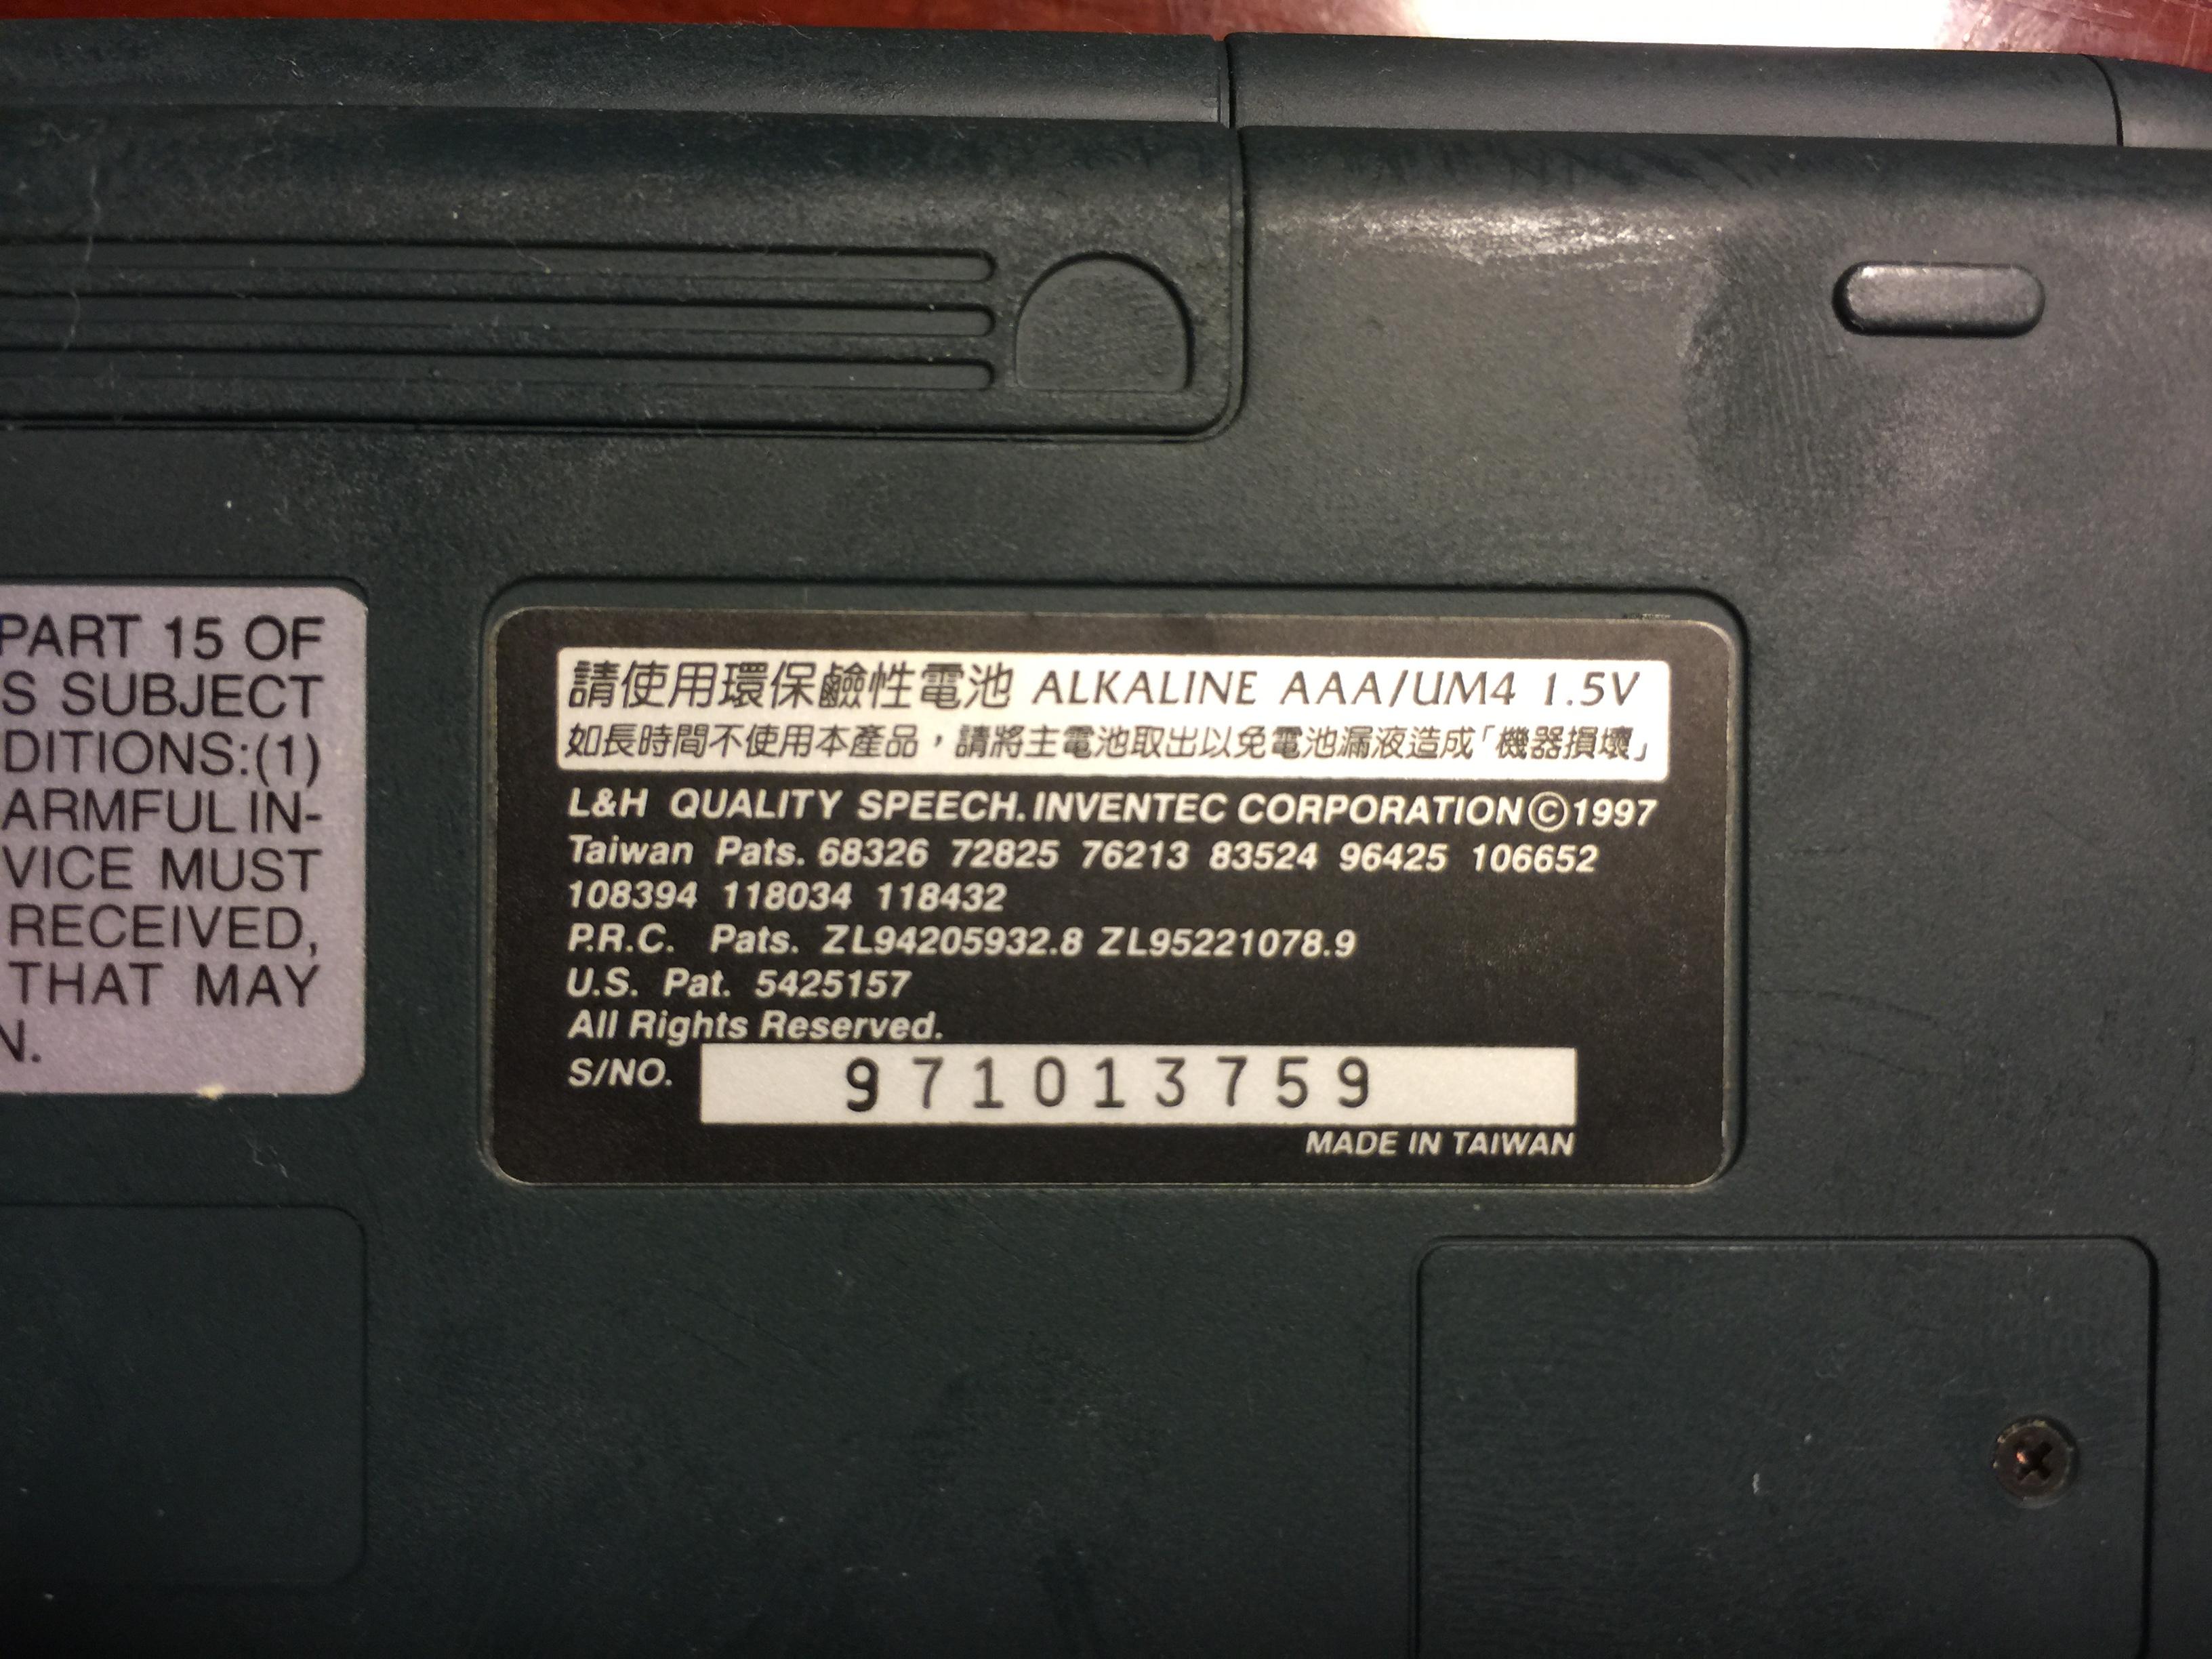 PART 15 OF
S SUBJECT
DITIONS:(1)
ARMFUL IN-
VICE MUST
RECEIVED,
THAT MAY
N.
請使用環保鹼性電池 ALKALINE AAA/UM4 1.5V
如長時間不使用本產品，請將主電池取出以免電池漏液造成「機器損壞」
L&H QUALITY SPEECH. INVENTEC CORPORATION©1997
Taiwan Pats. 68326 72825 76213 83524 96425 106652
108394 118034 118432
P.R.C. Pats. ZL94205932.8 ZL95221078.9
U.S. Pat. 5425157
All Rights Reserved.
S/NO. 971013759
MADE IN TAIWAN